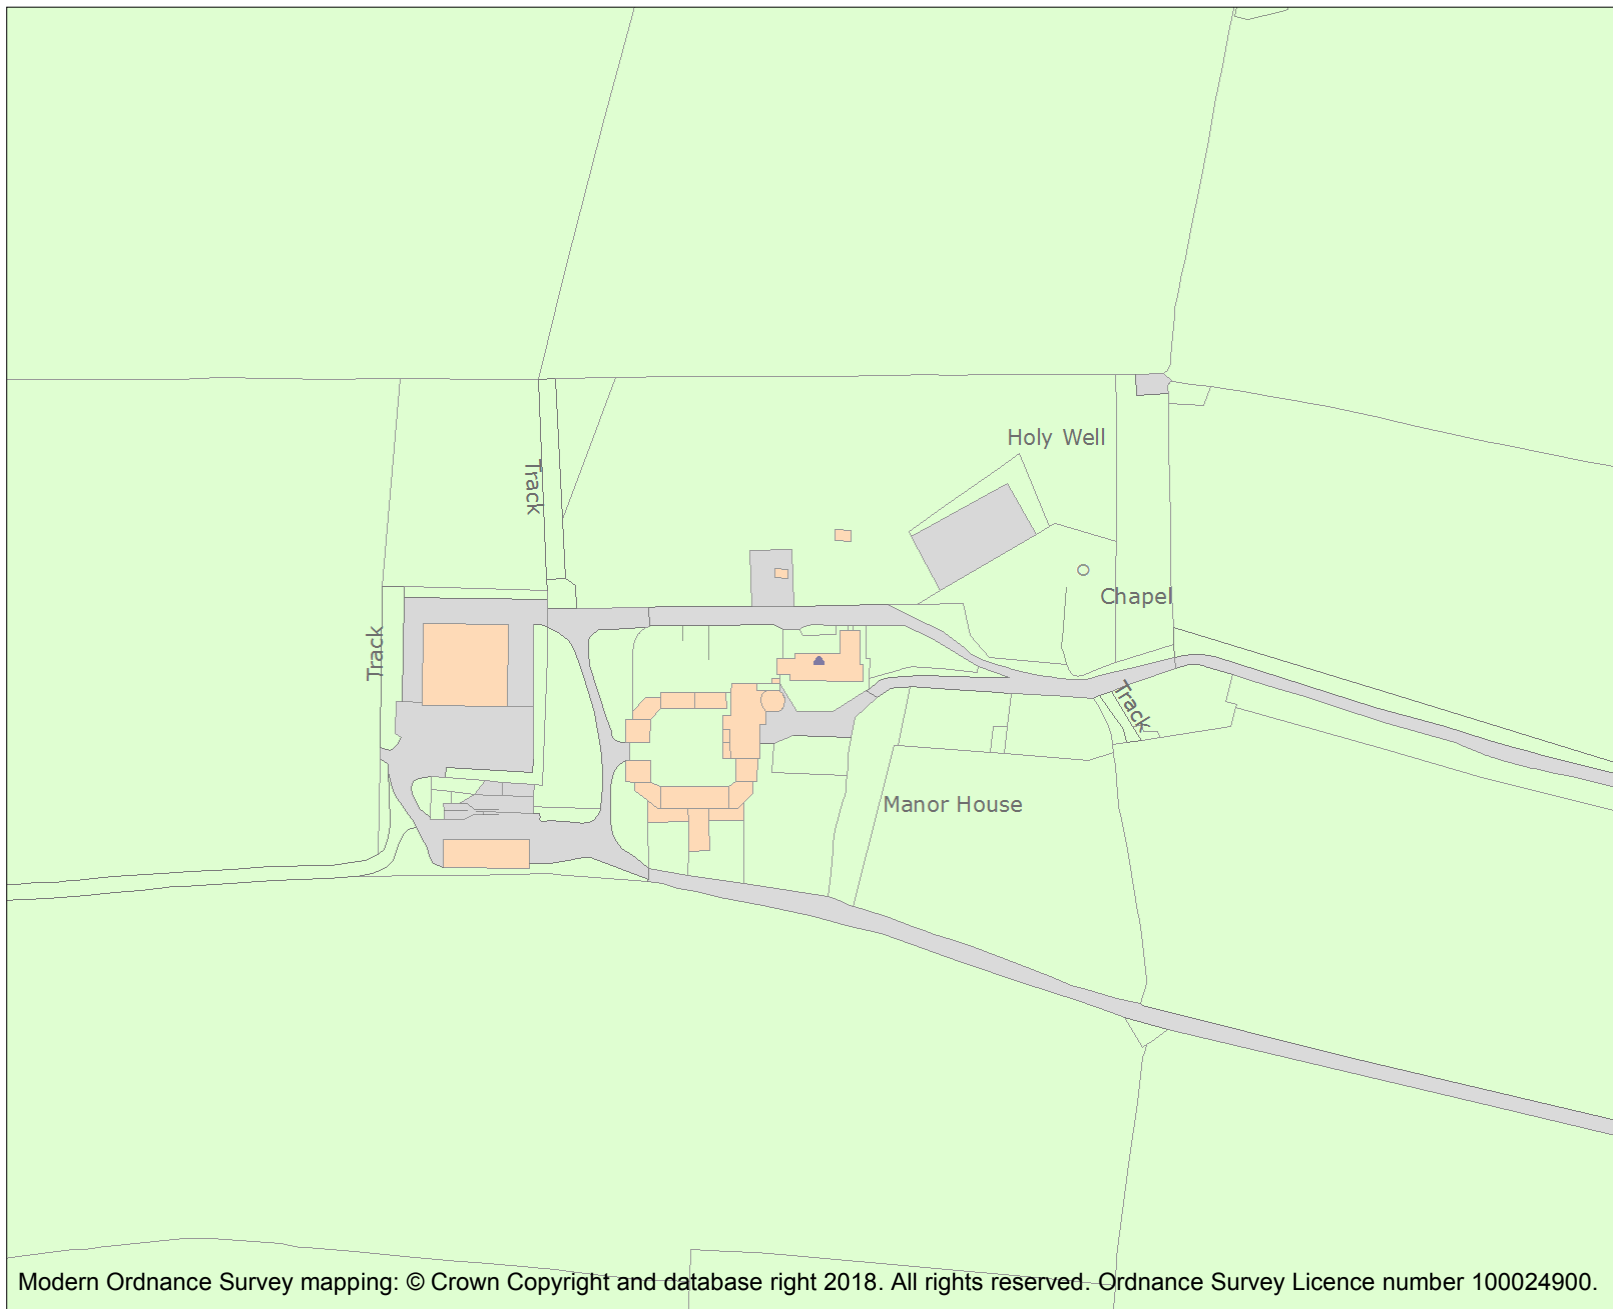 Holy Well
Track
Chapel
Track
Track
Manor House
Modern Ordnance Survey mapping: © Crown Copyright and database right 2018. All rights reserved. Ordnance Survey Licence number 100024900.